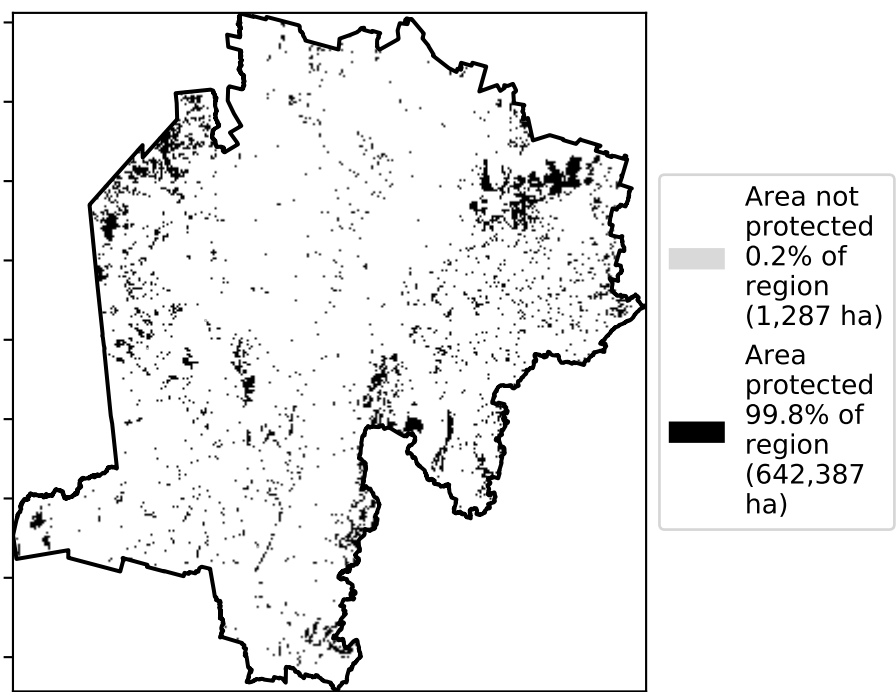 Area not
protected
0.2% of
region
(1,287 ha)
Area
protected
99.8% of
region
(642,387
ha)